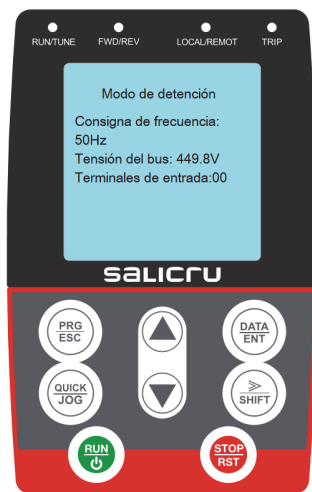 RUN/TUNE FWD/REV LOCAL/REMOT TRIP
Modo de detención
Consigna de frecuencia:
50Hz
Tensión del bus: 449.8V
Terminales de entrada:00
salicru
PRG
ESC
DATA
ENT
QUICK
JOG
≫
SHIFT
RUN
STOP
RST